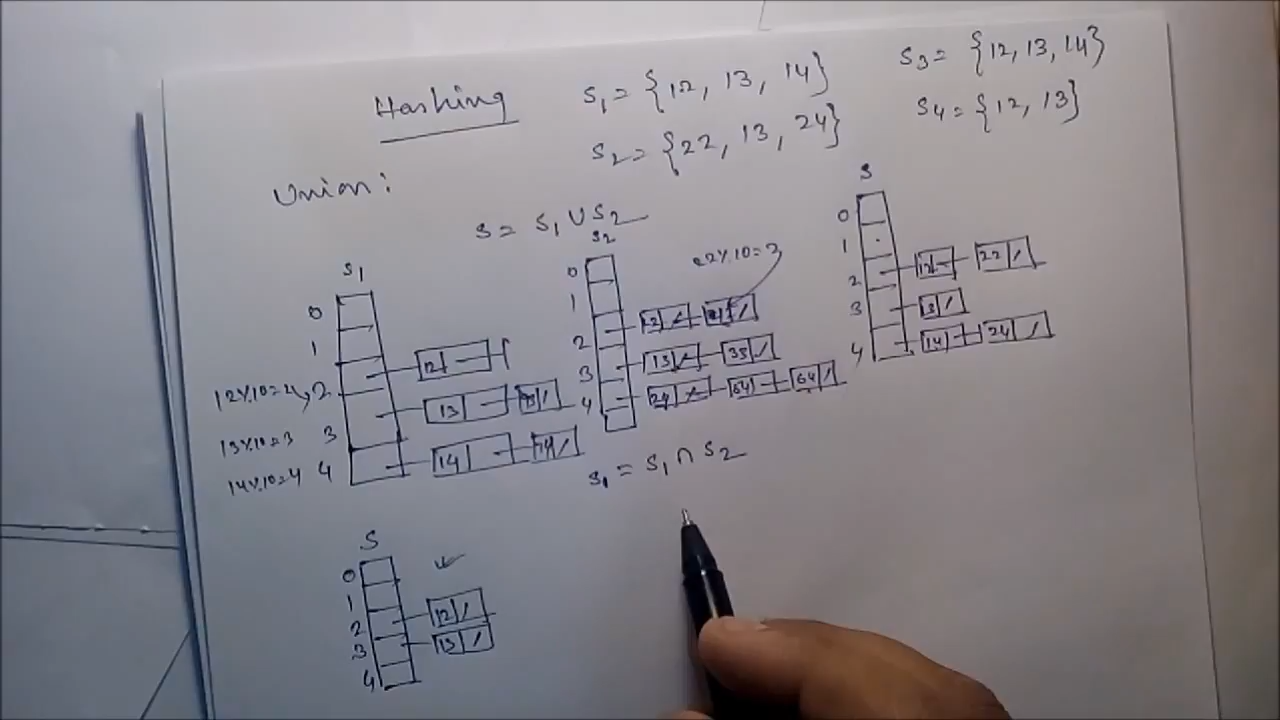 Hashing
S1 = {12, 13, 14}
S3 = {12, 13, 14}
S2 = {22, 13, 24}
S4 = {12, 13}
Union:
S = S1 ∪ S2
S1
0
1
12%10=2 2 12
13%10=3 3 13
14%10=4 4 14
S2
22%10=2
0
1
2
3 13 33
4 24 64
S
0
1
2 12 22
3 13
4 14 24
S1 = S1 ∩ S2
S
0
1
2 12
3 13
4